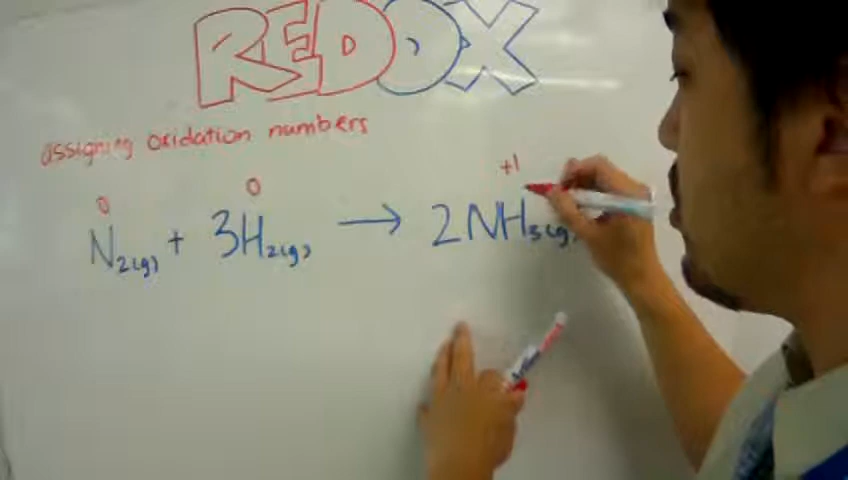 REDOX
assigning oxidation numbers
0 0 +1
N2(g) + 3H2(g) → 2NH3(g)